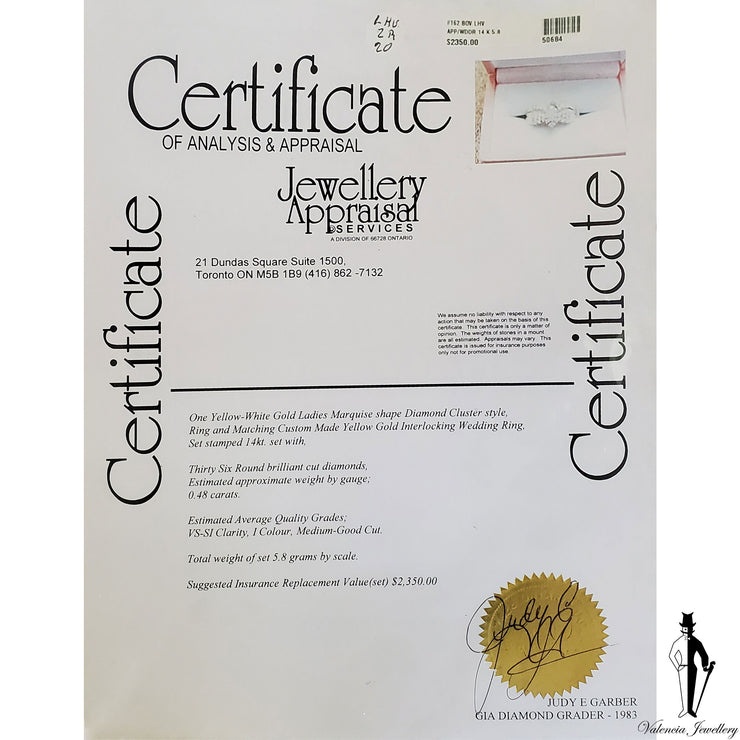 LHV
2A
20
F162 BOV LHV
APP/WDDR 14 K 5.8
$2350.00
50684
Certificate
OF ANALYSIS & APPRAISAL
Jewellery
Appraisal
SERVICES
A DIVISION OF 66728 ONTARIO
21 Dundas Square Suite 1500,
Toronto ON M5B 1B9 (416) 862 -7132
Certificate
Certificate
We assume no liability with respect to any
action that may be taken on the basis of this
certificate. This certificate is only a matter of
opinion. The weights of stones in a mount
are all estimated. Appraisals may vary. This
certificate is issued for insurance purposes
only not for promotional use.
One Yellow-White Gold Ladies Marquise shape Diamond Cluster style,
Ring and Matching Custom Made Yellow Gold Interlocking Wedding Ring,
Set stamped 14kt. set with,
Thirty Six Round brilliant cut diamonds,
Estimated approximate weight by gauge;
0.48 carats.
Estimated Average Quality Grades;
VS-SI Clarity, I Colour, Medium-Good Cut.
Total weight of set 5.8 grams by scale.
Suggested Insurance Replacement Value(set) $2,350.00
Judy E
JUDY E GARBER
GIA DIAMOND GRADER - 1983
Valencia Jewellery